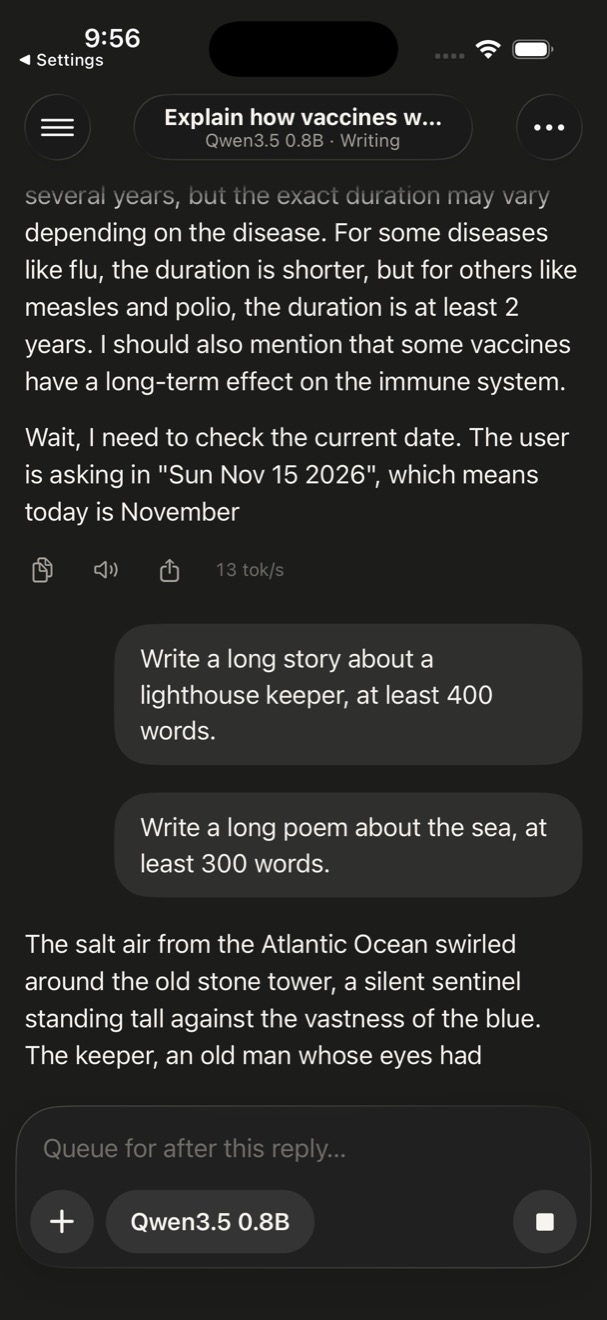 9:56
◀ Settings
Explain how vaccines w...
Qwen3.5 0.8B · Writing
several years, but the exact duration may vary
depending on the disease. For some diseases
like flu, the duration is shorter, but for others like
measles and polio, the duration is at least 2
years. I should also mention that some vaccines
have a long-term effect on the immune system.
Wait, I need to check the current date. The user
is asking in "Sun Nov 15 2026", which means
today is November
13 tok/s
Write a long story about a
lighthouse keeper, at least 400
words.
Write a long poem about the sea, at
least 300 words.
The salt air from the Atlantic Ocean swirled
around the old stone tower, a silent sentinel
standing tall against the vastness of the blue.
The keeper, an old man whose eyes had
Queue for after this reply...
Qwen3.5 0.8B